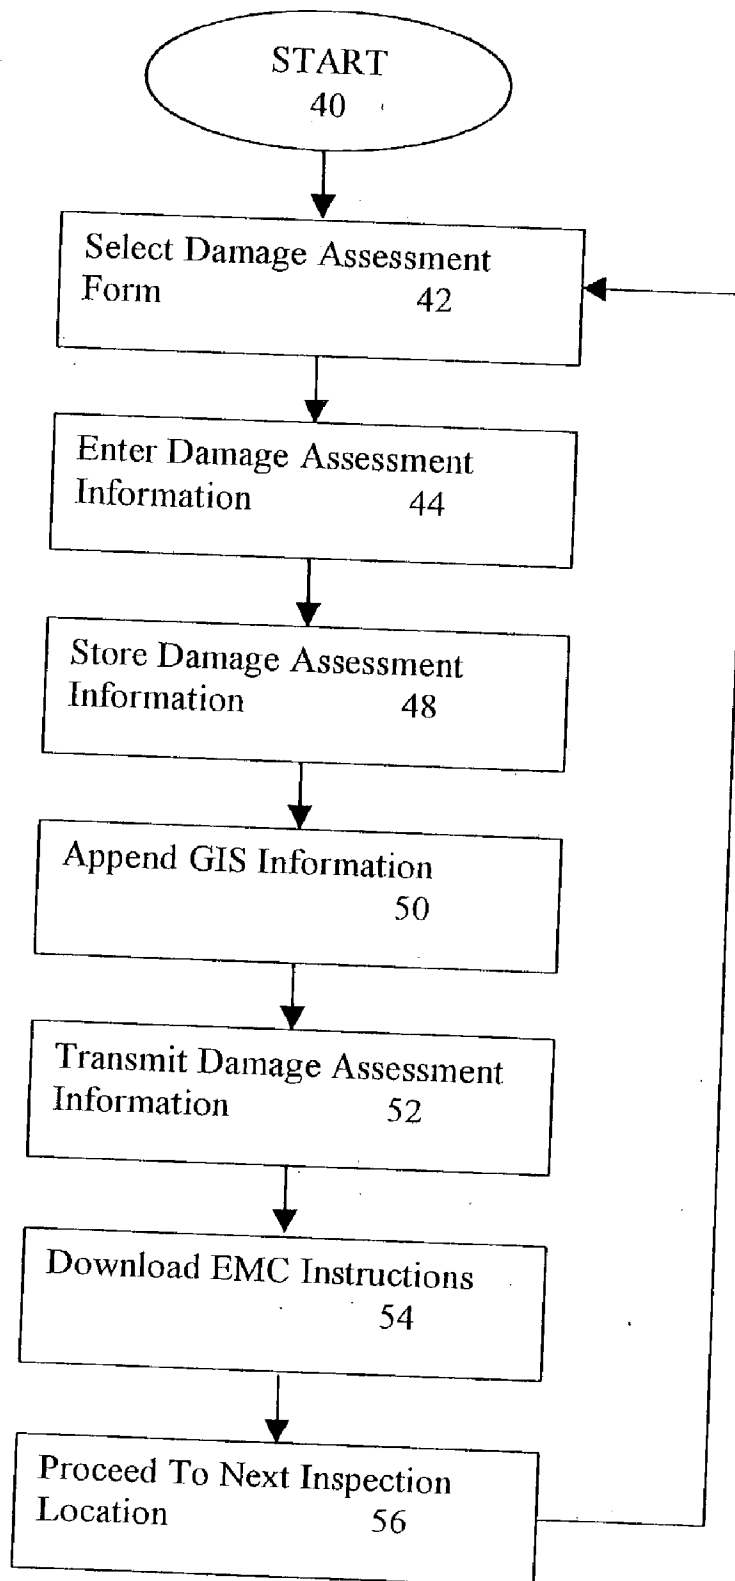 START
40
Select Damage Assessment
Form 42
Enter Damage Assessment
Information 44
Store Damage Assessment
Information 48
Append GIS Information
50
Transmit Damage Assessment
Information 52
Download EMC Instructions
54
Proceed To Next Inspection
Location 56